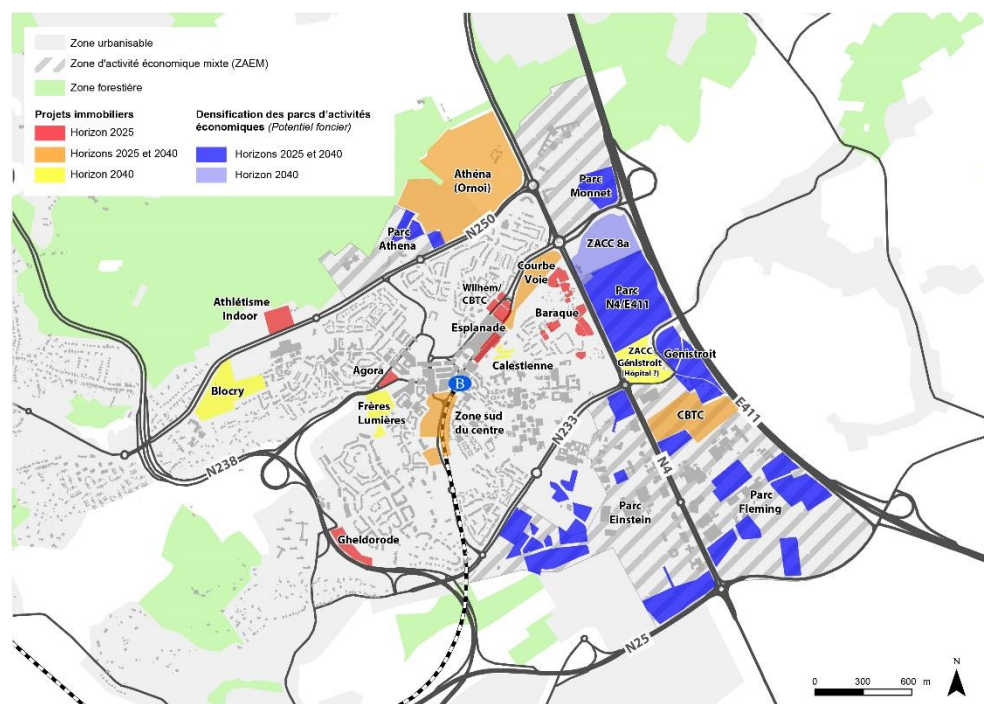 Zone urbanisable
Zone d'activité économique mixte (ZAEM)
Zone forestière
Projets immobiliers
Horizon 2025
Horizons 2025 et 2040
Horizon 2040
Densification des parcs d'activités
économiques (Potentiel foncier)
Horizons 2025 et 2040
Horizon 2040
Athéna
(Ornoi)
Parc
Monnet
N250
Parc
Athena
ZACC 8a
Courbe
Voie
Wilhem/
CBTC
Parc
N4/E411
Athlétisme
Indoor
Baraque
Esplanade
ZACC
Génistroit
(Hôpital ?)
Génistroit
Calestienne
Agora
B
Blocry
Frères
Lumières
Zone sud
du centre
CBTC
E411
N233
N238
N4
Parc
Einstein
Parc
Fleming
Gheldorode
N25
N
0 300 600 m